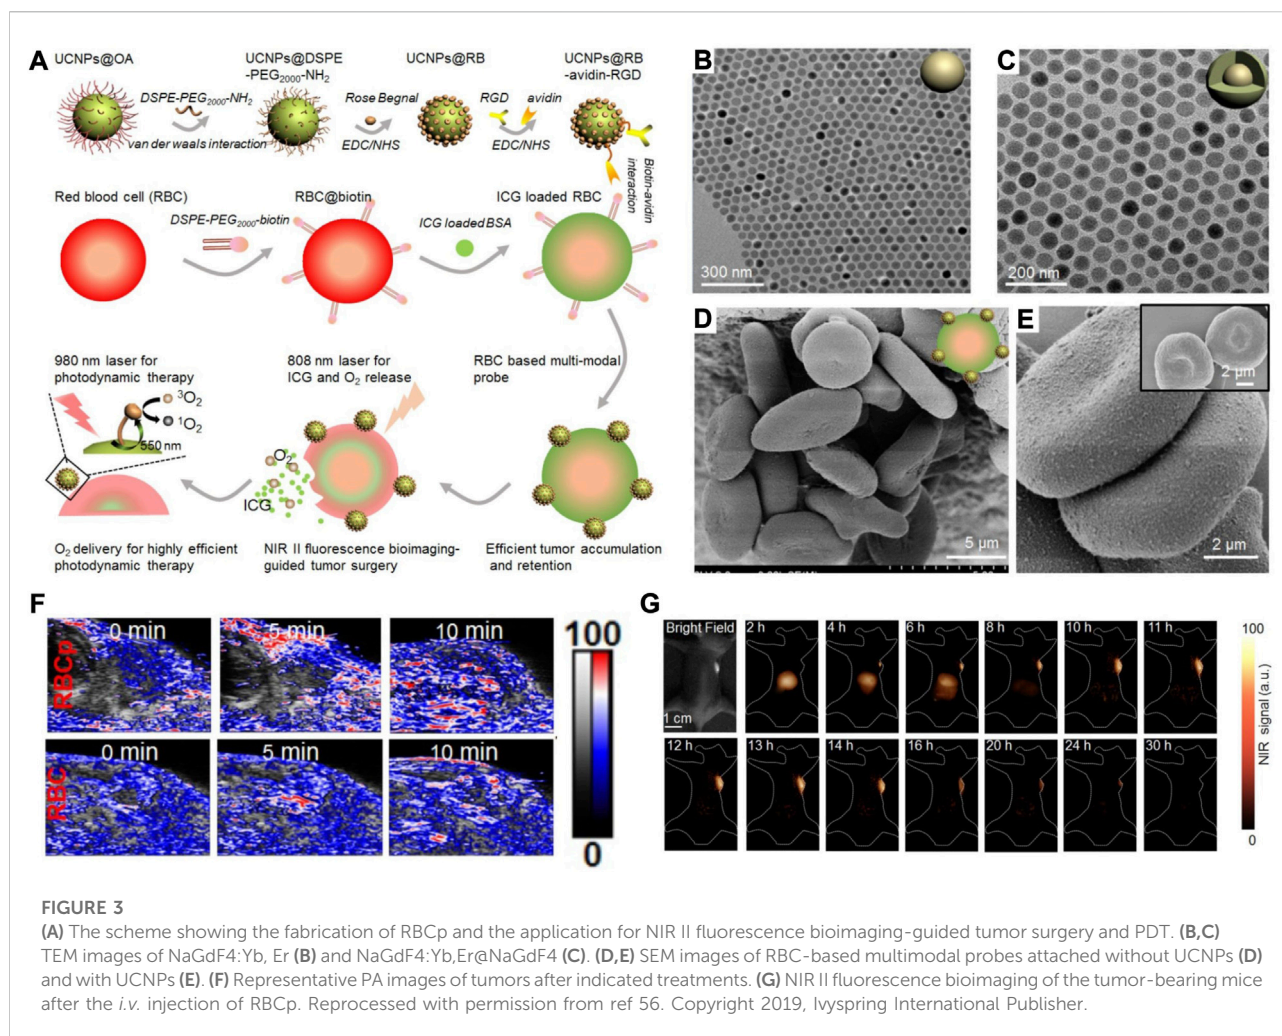 A
UCNPs@OA
UCNPs@DSPE
-PEG2000-NH2
UCNPs@RB
UCNPs@RB
-avidin-RGD
DSPE-PEG2000-NH2
Rose Begnal
RGD
avidin
van der waals interaction
EDC/NHS
EDC/NHS
Biotin-avidin
interaction
Red blood cell (RBC)
RBC@biotin
ICG loaded RBC
DSPE-PEG2000-biotin
ICG loaded BSA
980 nm laser for
photodynamic therapy
808 nm laser for
ICG and O2 release
RBC based multi-modal
probe
3O2
1O2
550 nm
O2
ICG
O2 delivery for highly efficient
photodynamic therapy
NIR II fluorescence bioimaging-
guided tumor surgery
Efficient tumor accumulation
and retention
B
300 nm
C
200 nm
D
5 µm
E
2 µm
2 µm
F
RBCp
0 min
5 min
10 min
RBC
0 min
5 min
10 min
100
0
G
Bright Field
1 cm
2 h
4 h
6 h
8 h
10 h
11 h
12 h
13 h
14 h
16 h
20 h
24 h
30 h
100
NIR signal (a.u.)
0
FIGURE 3
(A) The scheme showing the fabrication of RBCp and the application for NIR II fluorescence bioimaging-guided tumor surgery and PDT. (B,C)
TEM images of NaGdF4:Yb, Er (B) and NaGdF4:Yb,Er@NaGdF4 (C). (D,E) SEM images of RBC-based multimodal probes attached without UCNPs (D)
and with UCNPs (E). (F) Representative PA images of tumors after indicated treatments. (G) NIR II fluorescence bioimaging of the tumor-bearing mice
after the i.v. injection of RBCp. Reprocessed with permission from ref 56. Copyright 2019, Ivyspring International Publisher.